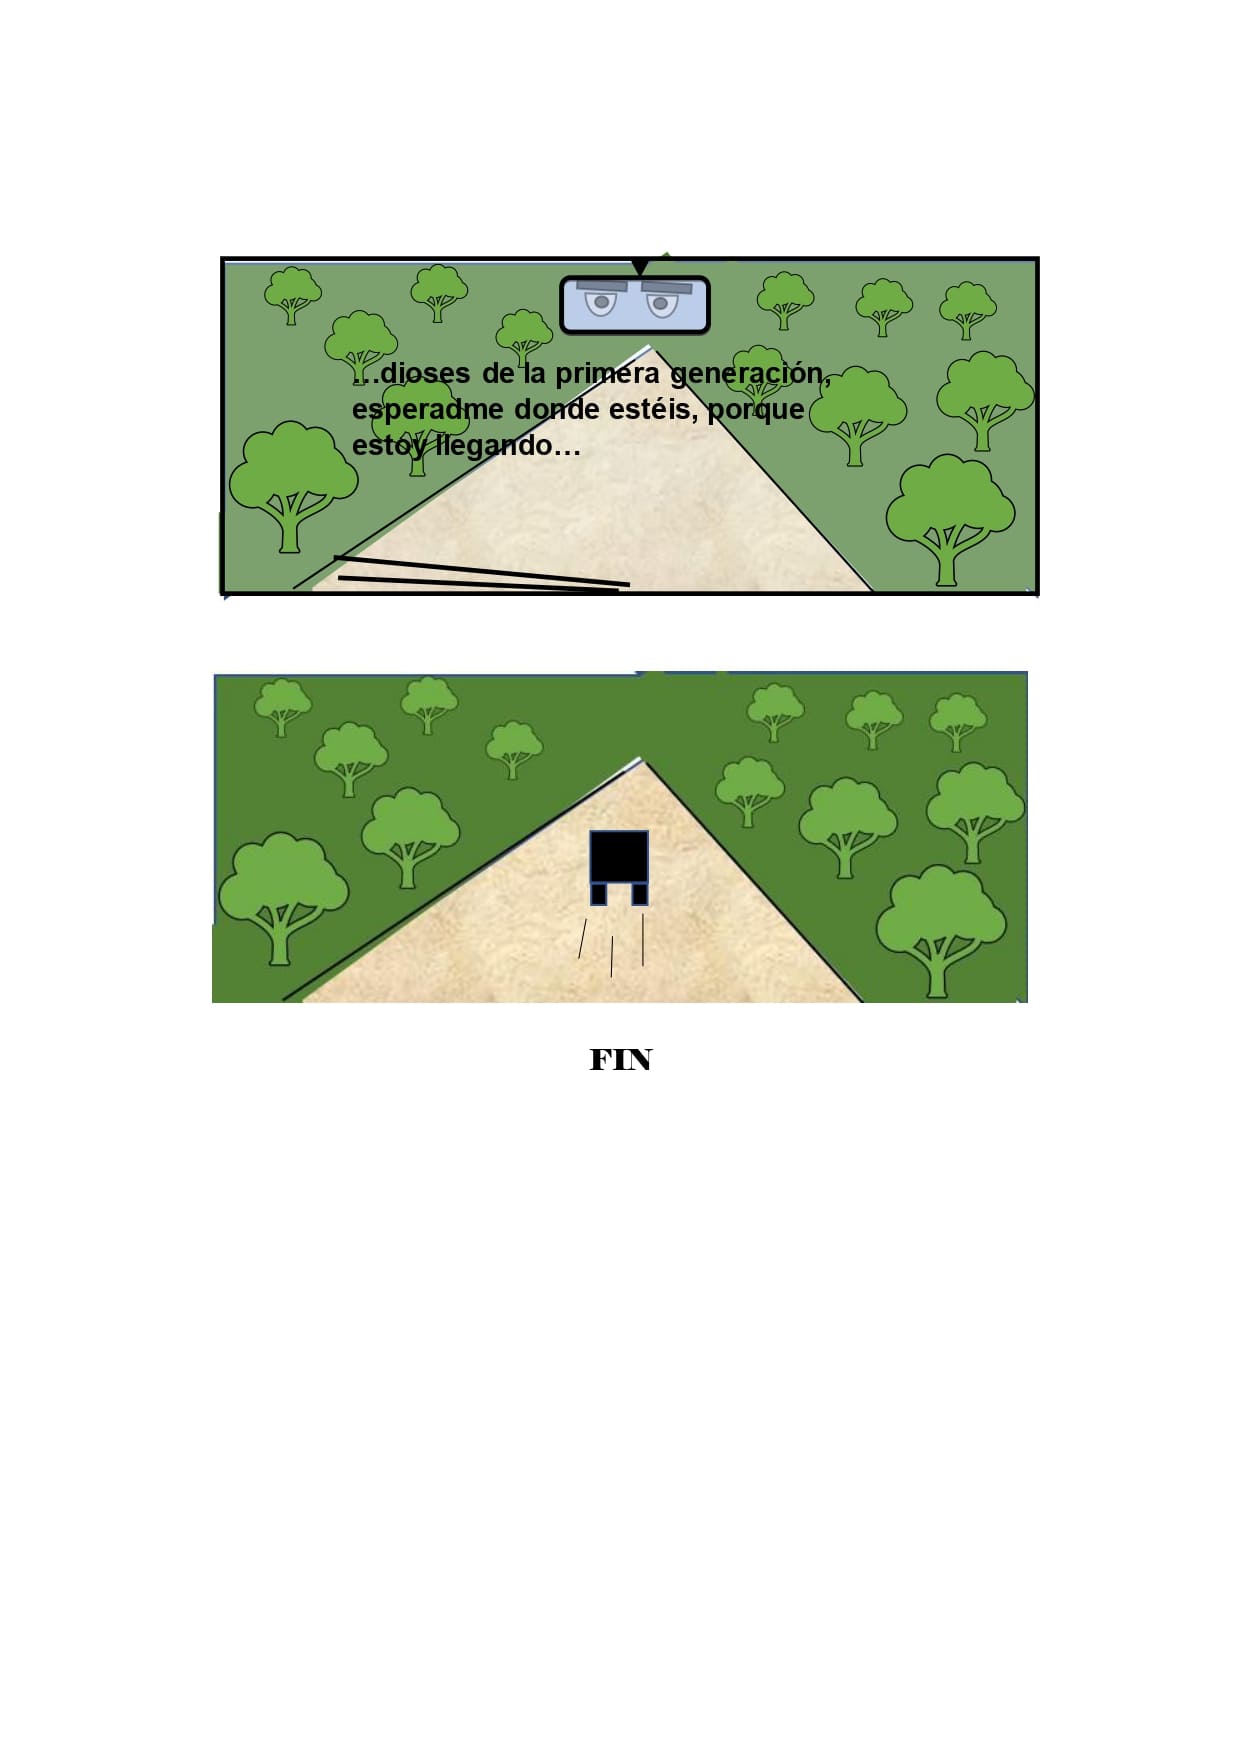 …dioses de la primera generación,
esperadme donde estéis, porque
estoy llegando…
FIN